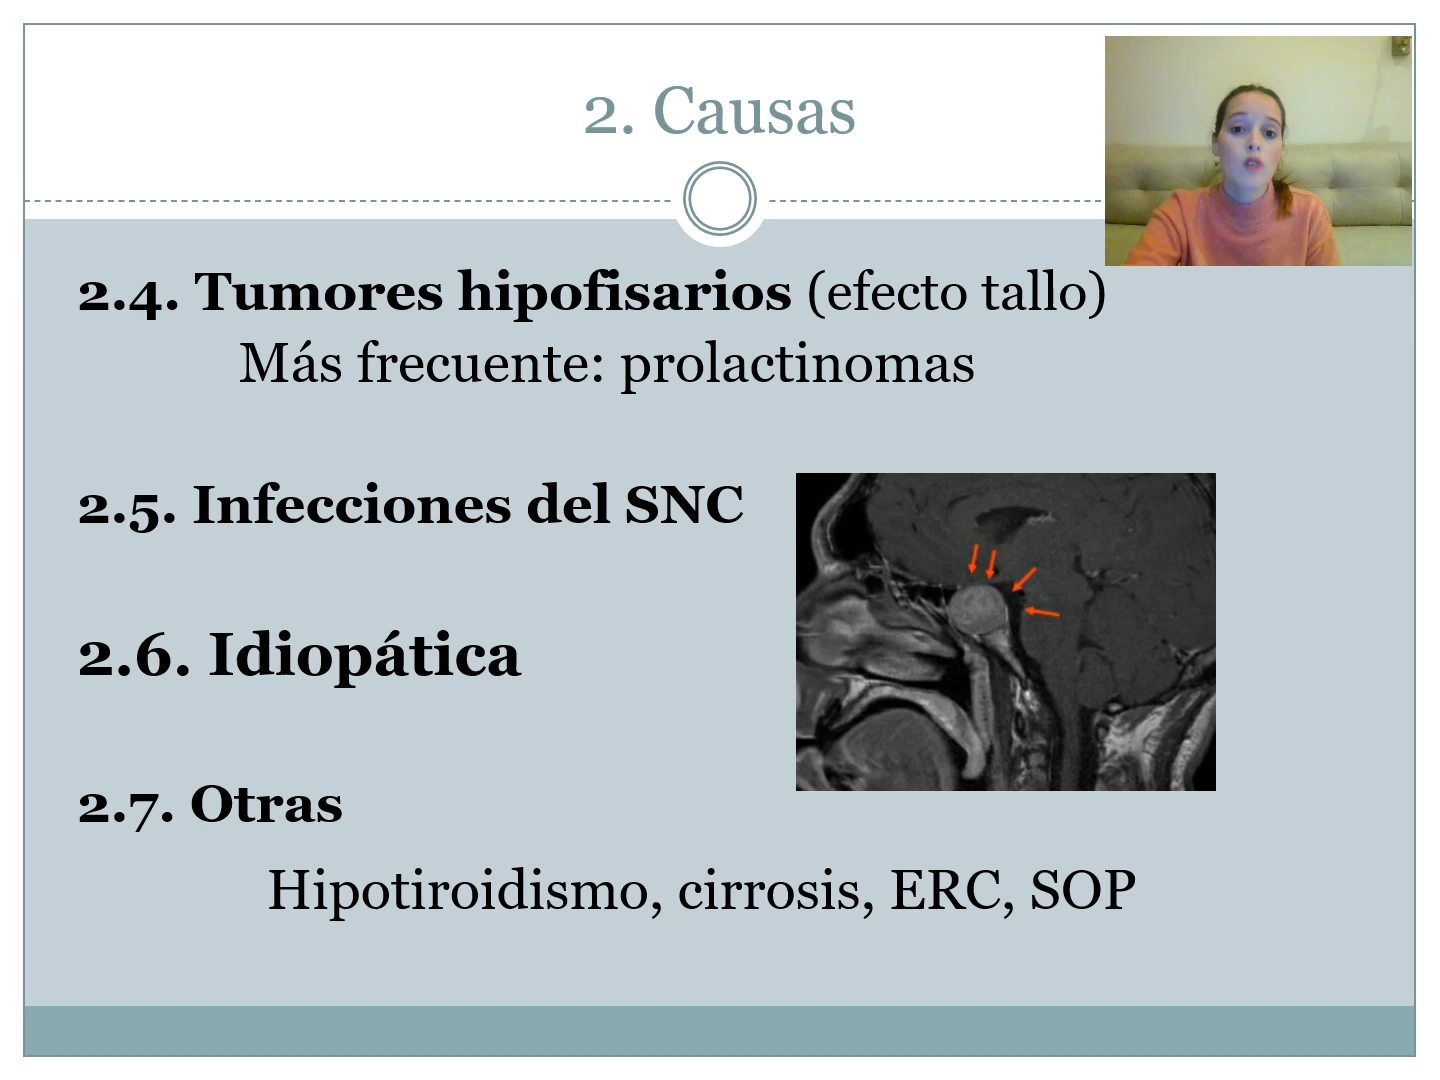 2. Causas
2.4. Tumores hipofisarios (efecto tallo)
Más frecuente: prolactinomas
2.5. Infecciones del SNC
2.6. Idiopática
2.7. Otras
Hipotiroidismo, cirrosis, ERC, SOP